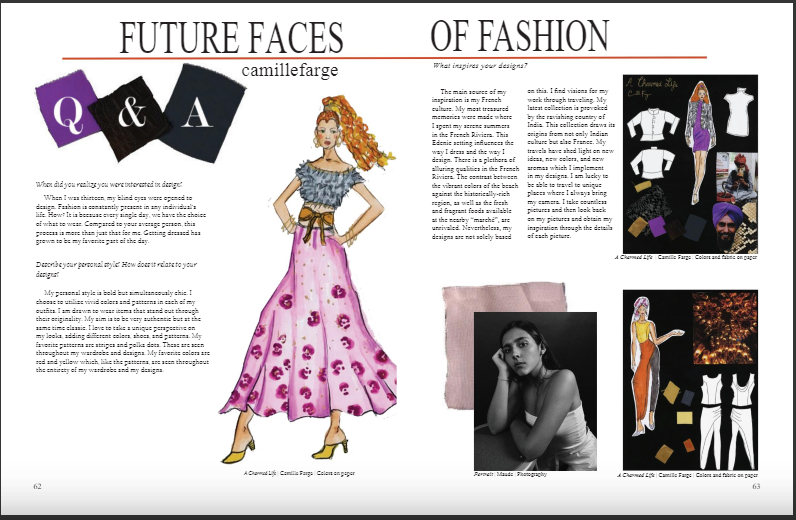 FUTURE FACES OF FASHION
camillefarge
Q & A
When did you realize you were interested in design?
When I was thirteen, my blind eyes were opened to
design. Fashion is constantly present in any individual's
life. How? It is because every single day, we have the choice
of what to wear. Compared to your average person, this
process is more than just that for me. Getting dressed has
grown to be my favorite part of the day.
Describe your personal style? How does it relate to your
designs?
My personal style is bold but simultaneously chic. I
choose to utilize vivid colors and patterns in each of my
outfits. I am drawn to wear items that stand out through
their originality. My aim is to be very authentic but at the
same time classic. I love to take a unique perspective on
my looks, adding different colors, shoes, and patterns. My
favorite patterns are stripes and polka dots. These are seen
throughout my wardrobe and designs. My favorite colors are
red and yellow which, like the patterns, are seen throughout
the entirety of my wardrobe and my designs.
A Charmed Life | Camille Farge | Colors on paper
62
What inspires your designs?
The main source of my
inspiration is my French
culture. My most treasured
memories were made where
I spent my serene summers
in the French Riviera. This
Edenic setting influences the
way I dress and the way I
design. There is a plethora of
alluring qualities in the French
Riviera. The contrast between
the vibrant colors of the beach
against the historically-rich
region, as well as the fresh
and fragrant foods available
at the nearby "marché", are
unrivaled. Nevertheless, my
designs are not solely based
on this. I find visions for my
work through traveling. My
latest collection is provoked
by the ravishing country of
India. This collection draws its
origins from not only Indian
culture but also France. My
travels have shed light on new
ideas, new colors, and new
aromas which I implement
in my designs. I am lucky to
be able to travel to unique
places where I always bring
my camera. I take countless
pictures and then look back
on my pictures and obtain my
inspiration through the details
of each picture.
A Charmed Life
A Charmed Life | Camille Farge | Colors and fabric on paper
Portrait | Maude | Photography
A Charmed Life | Camille Farge | Colors and fabric on paper
63